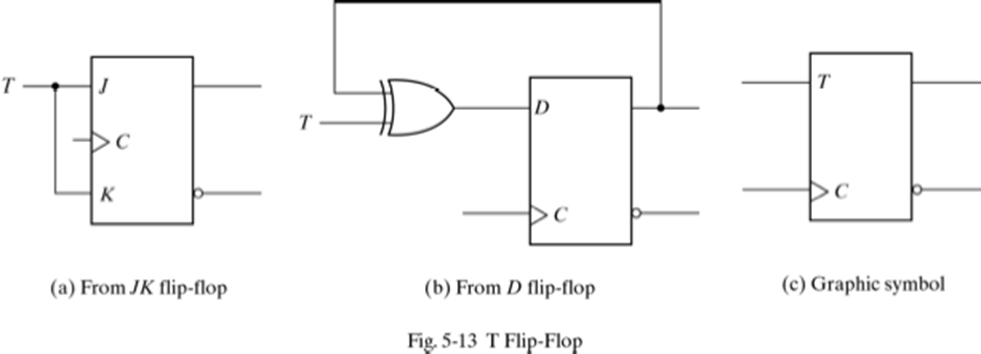 T
J
C
K
T
D
C
T
C
(a) From JK flip-flop
(b) From D flip-flop
(c) Graphic symbol
Fig. 5-13 T Flip-Flop